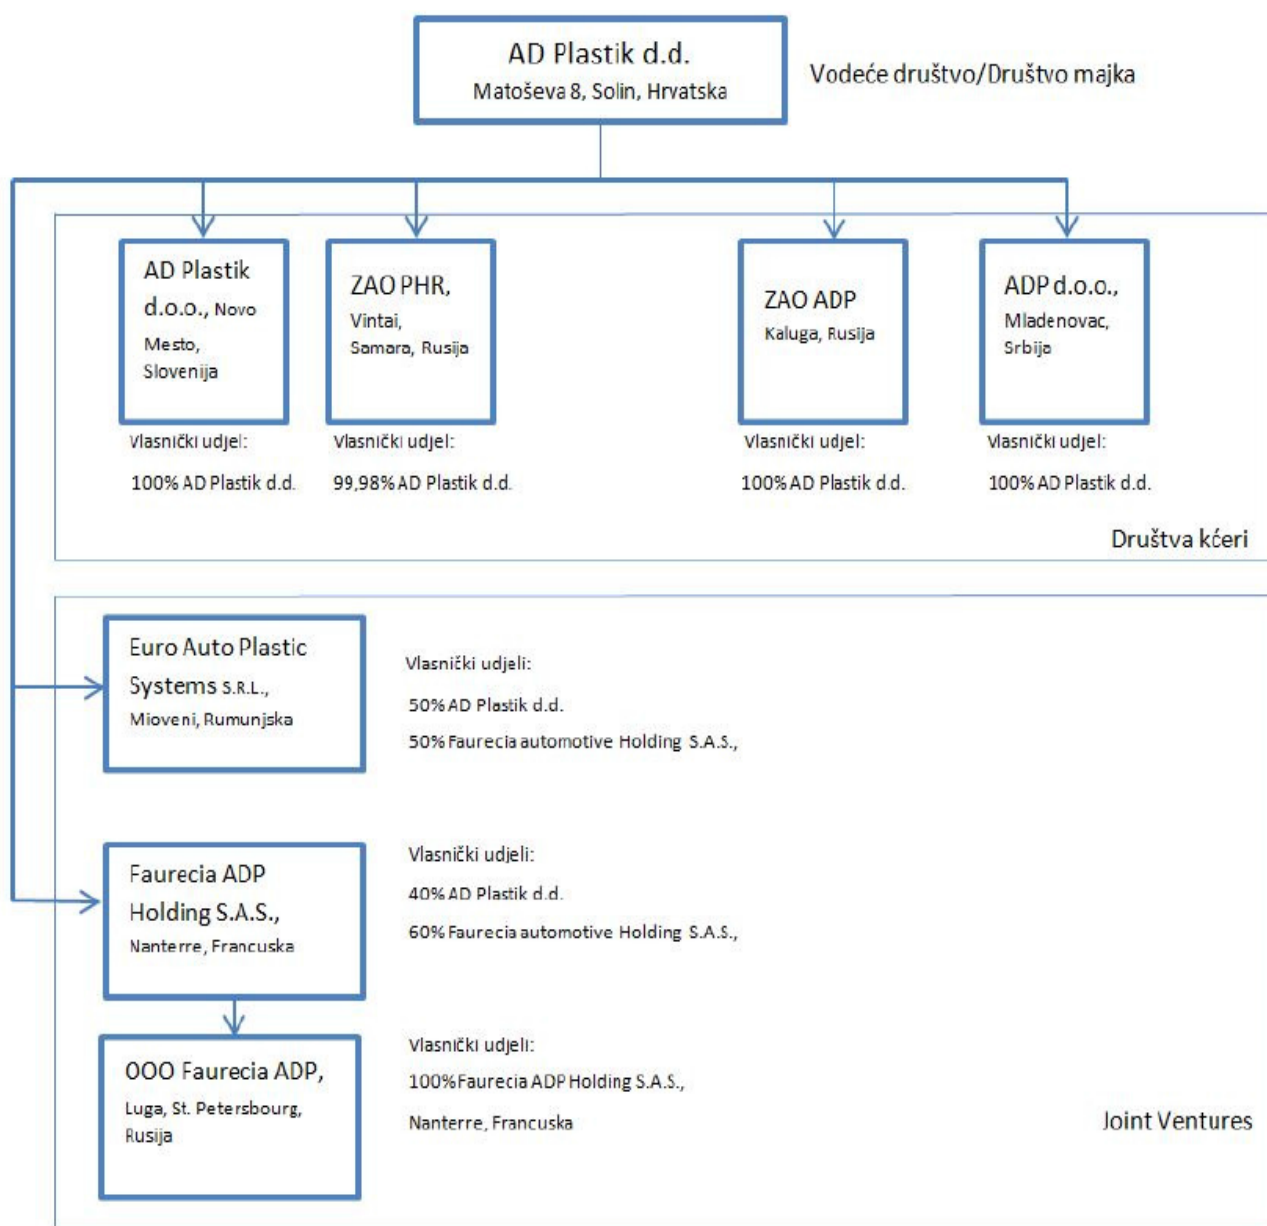 AD Plastik d.d.
Matoševa 8, Solin, Hrvatska
Vodeće društvo/Društvo majka
AD Plastik
d.o.o., Novo
Mesto,
Slovenija
Vlasnički udjel:
100% AD Plastik d.d.
ZAO PHR,
Vintai,
Samara, Rusija
Vlasnički udjel:
99,98% AD Plastik d.d.
ZAO ADP
Kaluga, Rusija
Vlasnički udjel:
100% AD Plastik d.d.
ADP d.o.o.,
Mladenovac,
Srbija
Vlasnički udjel:
100% AD Plastik d.d.
Društva kćeri
Euro Auto Plastic
Systems S.R.L.,
Mioveni, Rumunjska
Vlasnički udjeli:
50% AD Plastik d.d.
50% Faurecia automotive Holding S.A.S.,
Faurecia ADP
Holding S.A.S.,
Nanterre, Francuska
Vlasnički udjeli:
40% AD Plastik d.d.
60% Faurecia automotive Holding S.A.S.,
OOO Faurecia ADP,
Luga, St. Petersbourg,
Rusija
Vlasnički udjeli:
100% Faurecia ADP Holding S.A.S.,
Nanterre, Francuska
Joint Ventures